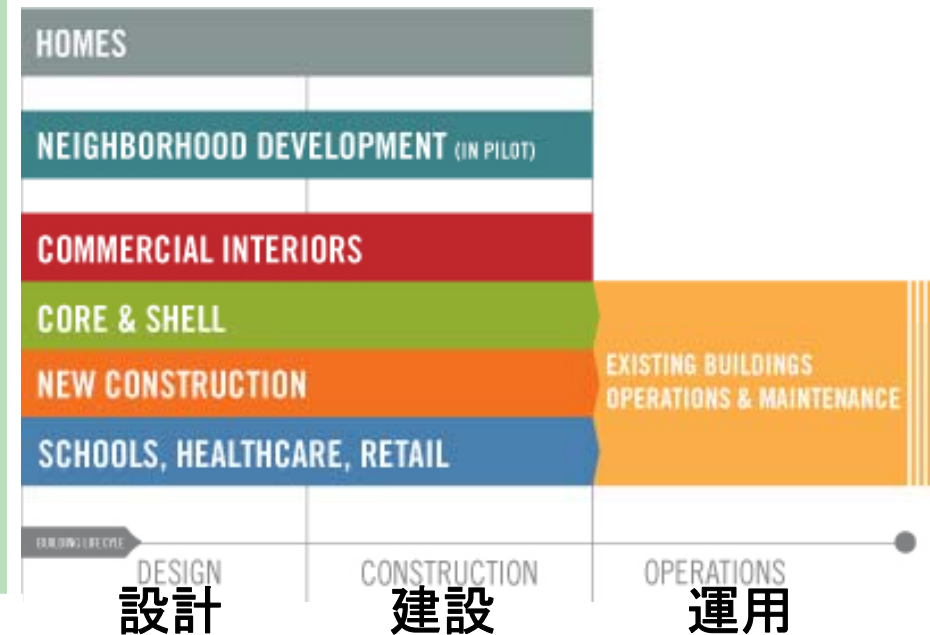 HOMES
NEIGHBORHOOD DEVELOPMENT (IN PILOT)
COMMERCIAL INTERIORS
CORE & SHELL
NEW CONSTRUCTION
EXISTING BUILDINGS
OPERATIONS & MAINTENANCE
SCHOOLS, HEALTHCARE, RETAIL
BUILDING LIFECYLE
DESIGN CONSTRUCTION OPERATIONS
設計 建設 運用